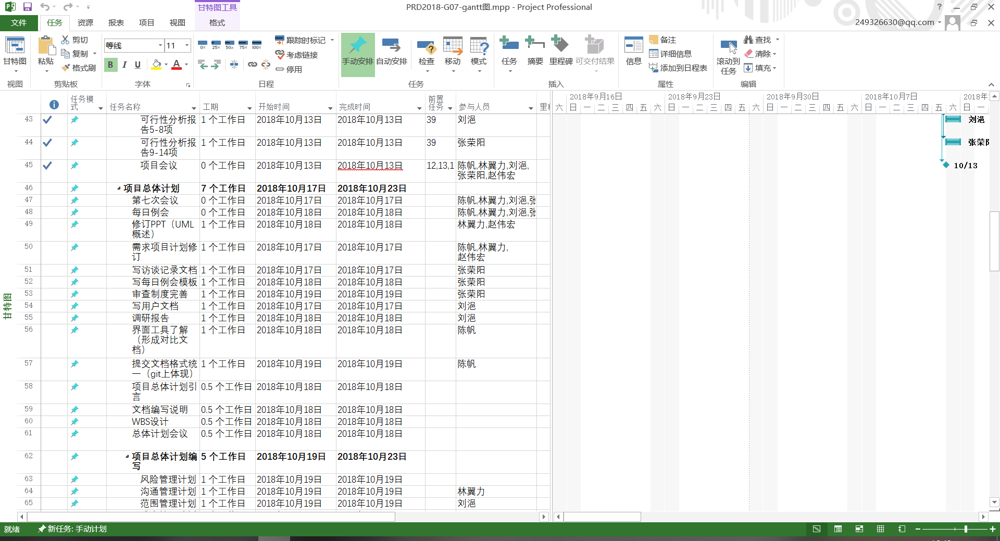 甘特图工具
PRD2018-G07-gantt图.mpp - Project Professional
文件 任务 资源 报表 项目 视图 格式
249326630@qq.com
甘特图
视图
粘贴
剪切
复制
格式刷
剪贴板
等线 11
B I U A
字体
0% 25% 50% 75% 100%
跟踪时标记
考虑链接
停用
日程
手动安排 自动安排 检查 移动 模式
任务
任务 摘要 里程碑 可交付结果
插入
信息
备注
详细信息
添加到日程表
属性
滚动到
任务
查找
清除
填充
编辑
任务模
式 任务名称 工期 开始时间 完成时间 前置
任务 参与人员 里
2018年9月16日 2018年9月23日 2018年9月30日 2018年10月7日 2018年
六 日 一 二 三 四 五 六 日 一 二 三 四 五 六 日 一 二 三 四 五 六 日 一 二 三 四 五 六 日 一
43 可行性分析报
告5-8项 1 个工作日 2018年10月13日 2018年10月13日 39 刘浥
44 可行性分析报
告9-14项 1 个工作日 2018年10月13日 2018年10月13日 39 张荣阳
45 项目会议 0 个工作日 2018年10月13日 2018年10月13日 12,13,1 陈帆,林翼力,刘浥,
张荣阳,赵伟宏
46 项目总体计划 7 个工作日 2018年10月17日 2018年10月23日
47 第七次会议 0 个工作日 2018年10月17日 2018年10月17日 陈帆,林翼力,刘浥,张
48 每日例会 0 个工作日 2018年10月18日 2018年10月18日 陈帆,林翼力,刘浥,张
49 修订PPT（UML
概述） 1 个工作日 2018年10月18日 2018年10月18日 林翼力,赵伟宏
50 需求项目计划修
订 1 个工作日 2018年10月17日 2018年10月17日 陈帆,林翼力,
赵伟宏
51 写访谈记录文档 1 个工作日 2018年10月17日 2018年10月17日 张荣阳
52 写每日例会模板 1 个工作日 2018年10月18日 2018年10月18日 张荣阳
53 审查制度完善 1 个工作日 2018年10月19日 2018年10月19日 张荣阳
54 写用户文档 1 个工作日 2018年10月17日 2018年10月17日 刘浥
55 调研报告 1 个工作日 2018年10月18日 2018年10月18日 刘浥
56 界面工具了解
（形成对比文
档） 1 个工作日 2018年10月18日 2018年10月18日 陈帆
57 提交文档格式统
一（git上体现） 1 个工作日 2018年10月19日 2018年10月19日 陈帆
58 项目总体计划引
言 0.5 个工作日 2018年10月18日 2018年10月18日
59 文档编写说明 0.5 个工作日 2018年10月18日 2018年10月18日
60 WBS设计 0.5 个工作日 2018年10月18日 2018年10月18日
61 总体计划会议 0.5 个工作日 2018年10月18日 2018年10月18日
62 项目总体计划编
写 5 个工作日 2018年10月19日 2018年10月23日
63 风险管理计划 1 个工作日 2018年10月19日 2018年10月19日
64 沟通管理计划 1 个工作日 2018年10月19日 2018年10月19日 林翼力
65 范围管理计划 1 个工作日 2018年10月19日 2018年10月19日 刘浥
刘浥
张荣
10/13
甘特图
就绪 新任务: 手动计划